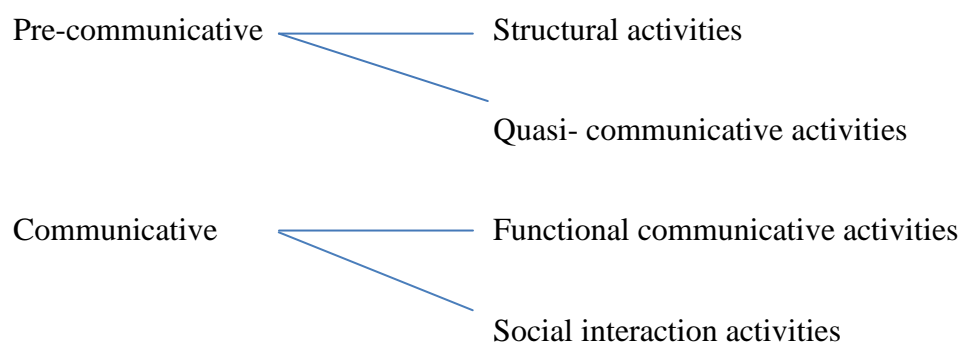 Pre-communicative Structural activities
Quasi- communicative activities
Communicative Functional communicative activities
Social interaction activities